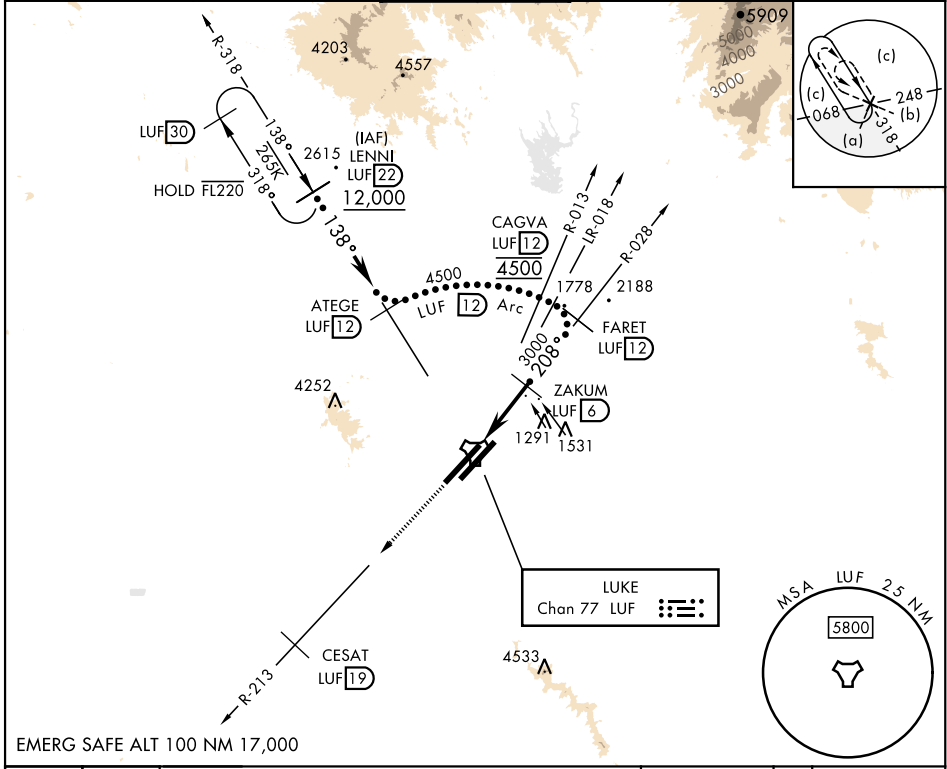 5909
5000
4000
3000
4203
4557
R-318
LUF 30
138°
265K
318°
HOLD FL220
2615
(IAF)
LENNI
LUF 22
12,000
138°
(c)
(c)
068
248
(b)
(a)
318
CAGVA
LUF 12
4500
R-013
LR-018
R-028
4500
LUF 12 Arc
1778
2188
ATEGE
LUF 12
FARET
LUF 12
3000
208°
ZAKUM
LUF 6
4252
1291
1531
LUKE
Chan 77 LUF
MSA LUF 25 NM
5800
CESAT
LUF 19
R-213
4533
EMERG SAFE ALT 100 NM 17,000